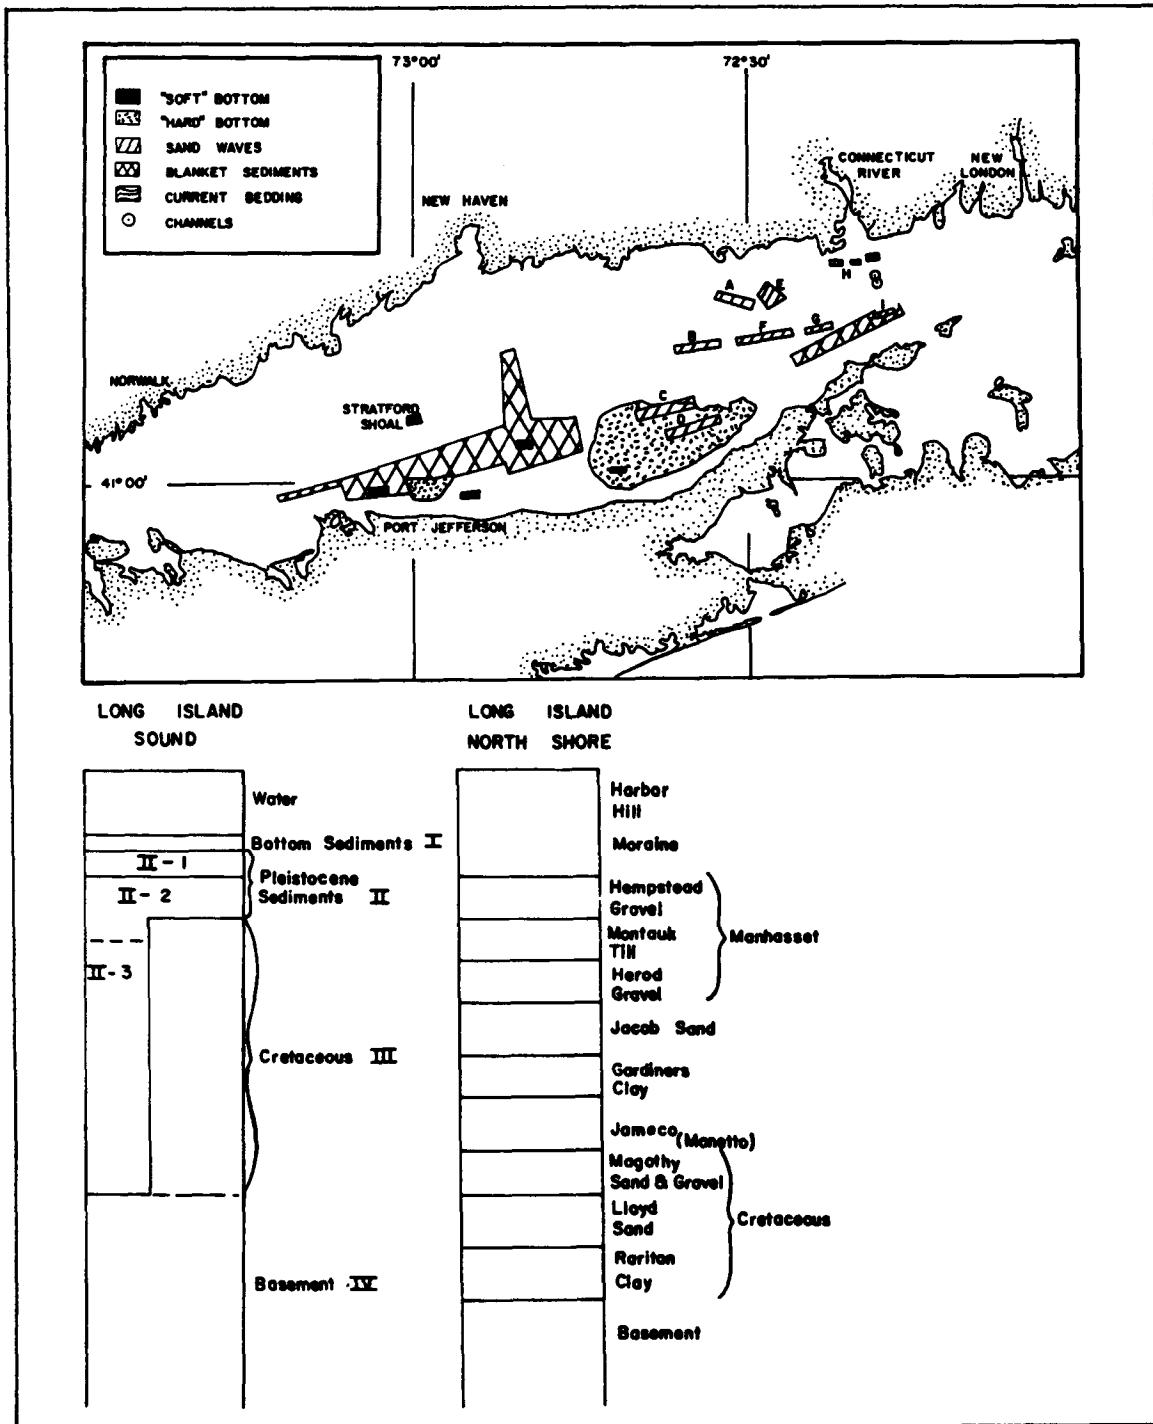 73°00'
72°30'
"SOFT" BOTTOM
"HARD" BOTTOM
SAND WAVES
BLANKET SEDIMENTS
CURRENT BEDDING
CHANNELS
CONNECTICUT
RIVER
NEW
LONDON
NEW HAVEN
H
A
E
I
G
F
B
NORWALK
STRATFORD
SHOAL
C
D
41°00'
PORT JEFFERSON
LONG ISLAND
SOUND
Water
Bottom Sediments I
II-1
II-2
Pleistocene
Sediments II
II-3
Cretaceous III
Basement IV
LONG ISLAND
NORTH SHORE
Harbor
Hill
Moraine
Hempstead
Gravel
Montauk
Till
Herod
Gravel
Manhasset
Jacob Sand
Gardiners
Clay
Jameco (Manetto)
Magothy
Sand & Gravel
Lloyd
Sand
Raritan
Clay
Cretaceous
Basement